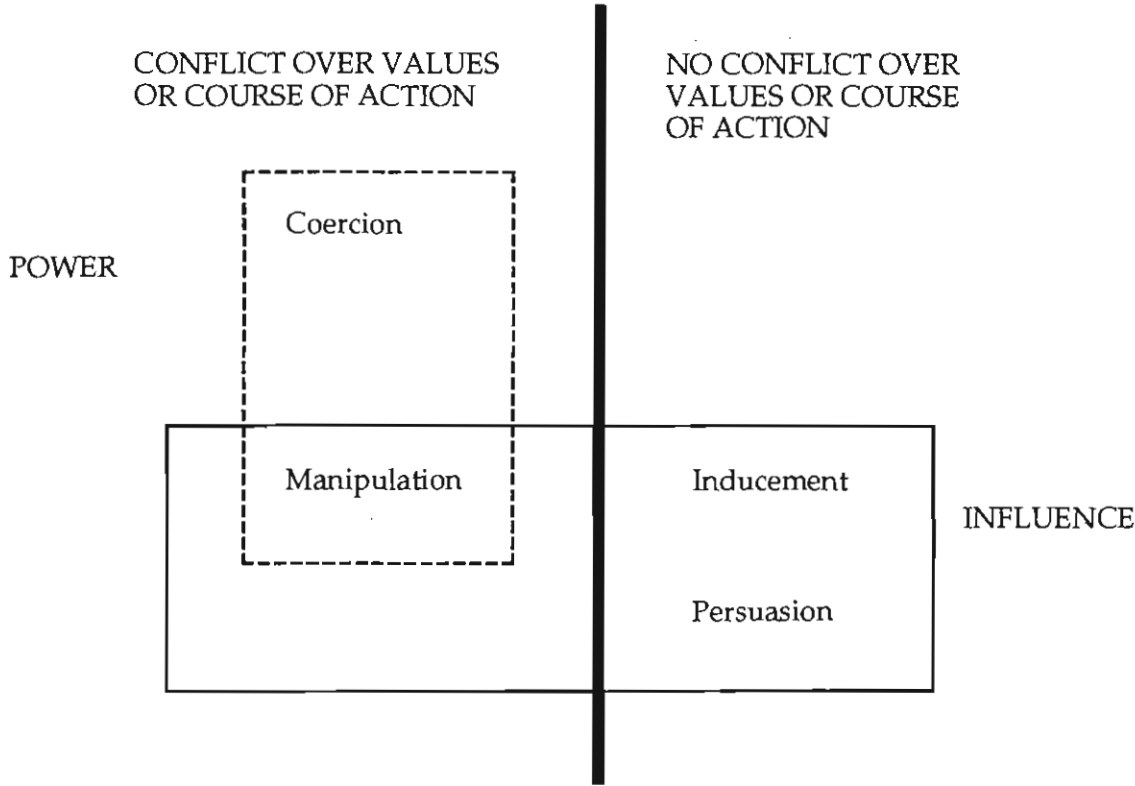 CONFLICT OVER VALUES
OR COURSE OF ACTION
NO CONFLICT OVER
VALUES OR COURSE
OF ACTION
Coercion
POWER
Manipulation
Inducement
INFLUENCE
Persuasion